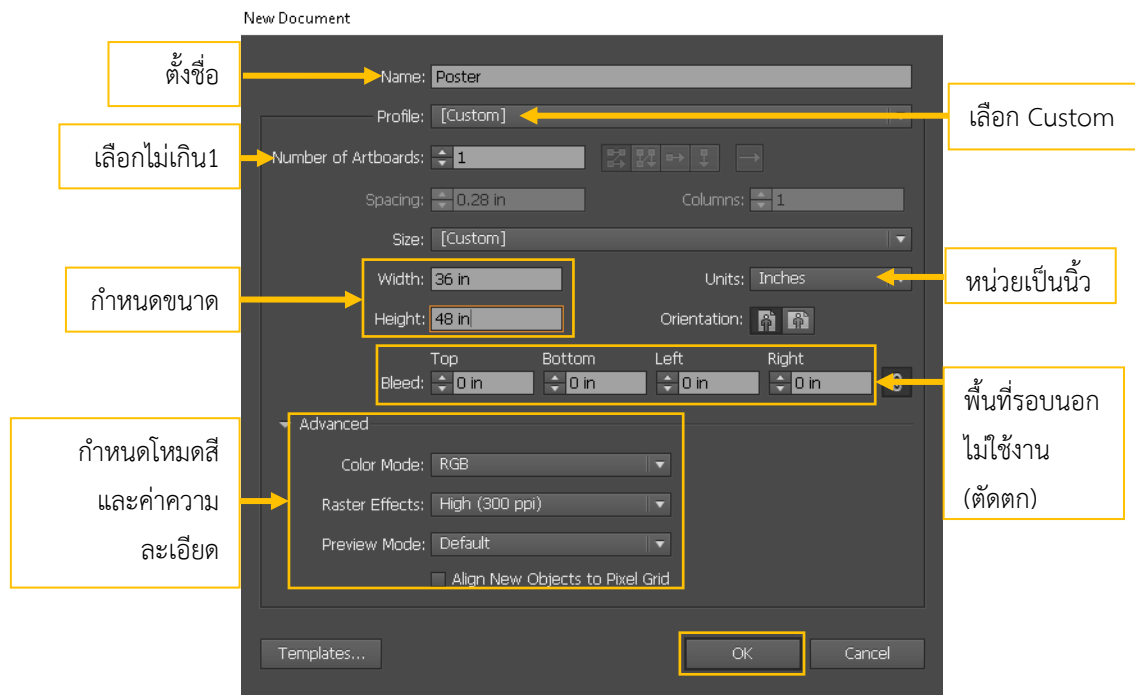 New Document
ตั้งชื่อ
Name: Poster
Profile: [Custom]
เลือก Custom
เลือกไม่เกิน1
Number of Artboards: 1
Spacing: 0.28 in
Columns: 1
Size: [Custom]
กำหนดขนาด
Width: 36 in
Units: Inches
หน่วยเป็นนิ้ว
Height: 48 in
Orientation:
Top Bottom Left Right
Bleed: 0 in 0 in 0 in 0 in
พื้นที่รอบนอก
ไม่ใช้งาน
(ตัดตก)
กำหนดโหมดสี
และค่าความ
ละเอียด
Advanced
Color Mode: RGB
Raster Effects: High (300 ppi)
Preview Mode: Default
Align New Objects to Pixel Grid
Templates...
OK
Cancel